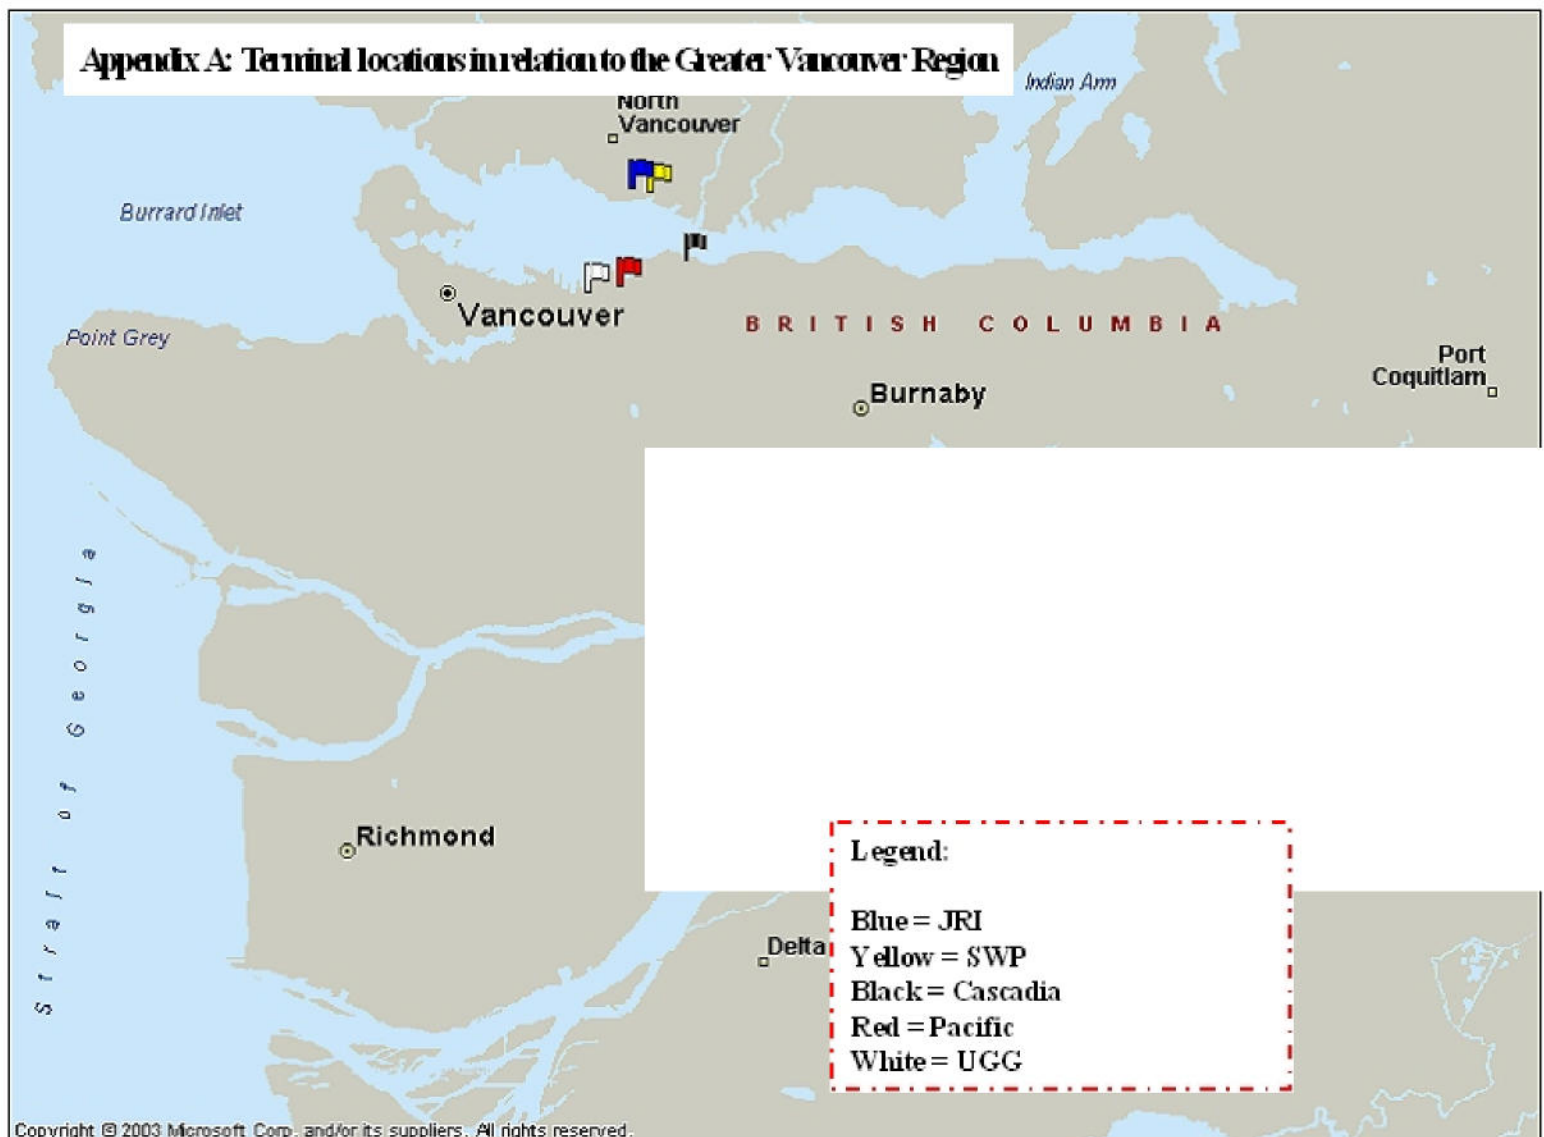 Appendix A: Terminal locations in relation to the Greater Vancouver Region
Indian Arm
North
Vancouver
Burrard Inlet
Vancouver
Point Grey
BRITISH COLUMBIA
Port
Coquitlam
Burnaby
Strait of Georgia
Richmond
Legend:
Blue = JRI
Delta
Yellow = SWP
Black = Cascadia
Red = Pacific
White = UGG
Copyright © 2003 Microsoft Corp. and/or its suppliers. All rights reserved.